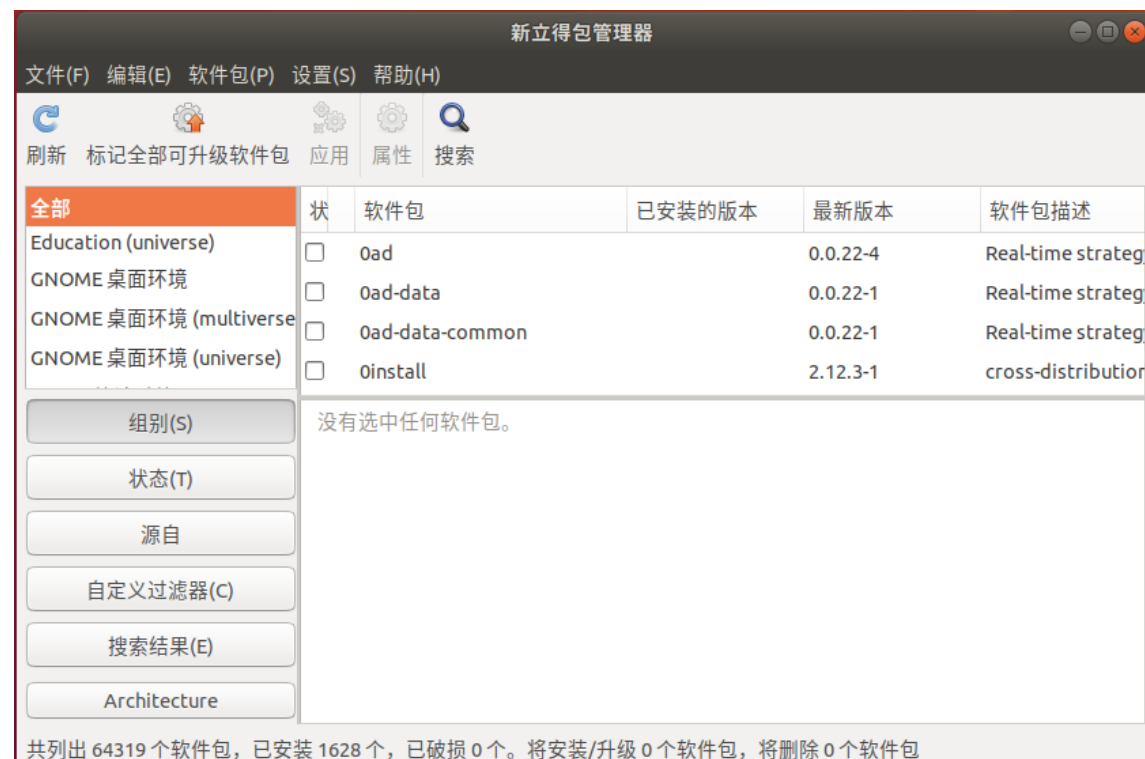 新立得包管理器
文件(F) 编辑(E) 软件包(P) 设置(S) 帮助(H)
刷新 标记全部可升级软件包 应用 属性 搜索
全部
Education (universe)
GNOME 桌面环境
GNOME 桌面环境 (multiverse
GNOME 桌面环境 (universe)
状 软件包 已安装的版本 最新版本 软件包描述
0ad 0.0.22-4 Real-time strateg
0ad-data 0.0.22-1 Real-time strateg
0ad-data-common 0.0.22-1 Real-time strateg
0install 2.12.3-1 cross-distribution
组别(S)
状态(T)
源自
自定义过滤器(C)
搜索结果(E)
Architecture
没有选中任何软件包。
共列出 64319 个软件包，已安装 1628 个，已破损 0 个。将安装/升级 0 个软件包，将删除 0 个软件包